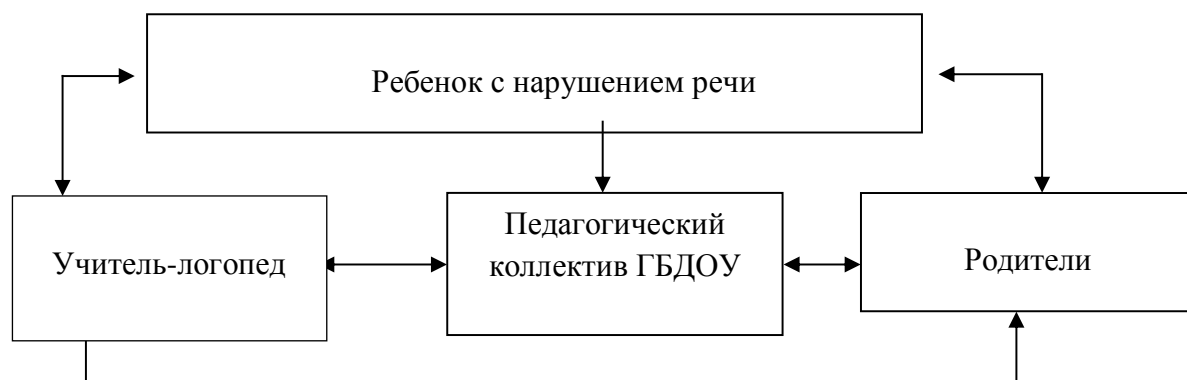 Ребенок с нарушением речи
Учитель-логопед
Педагогический
коллектив ГБДОУ
Родители